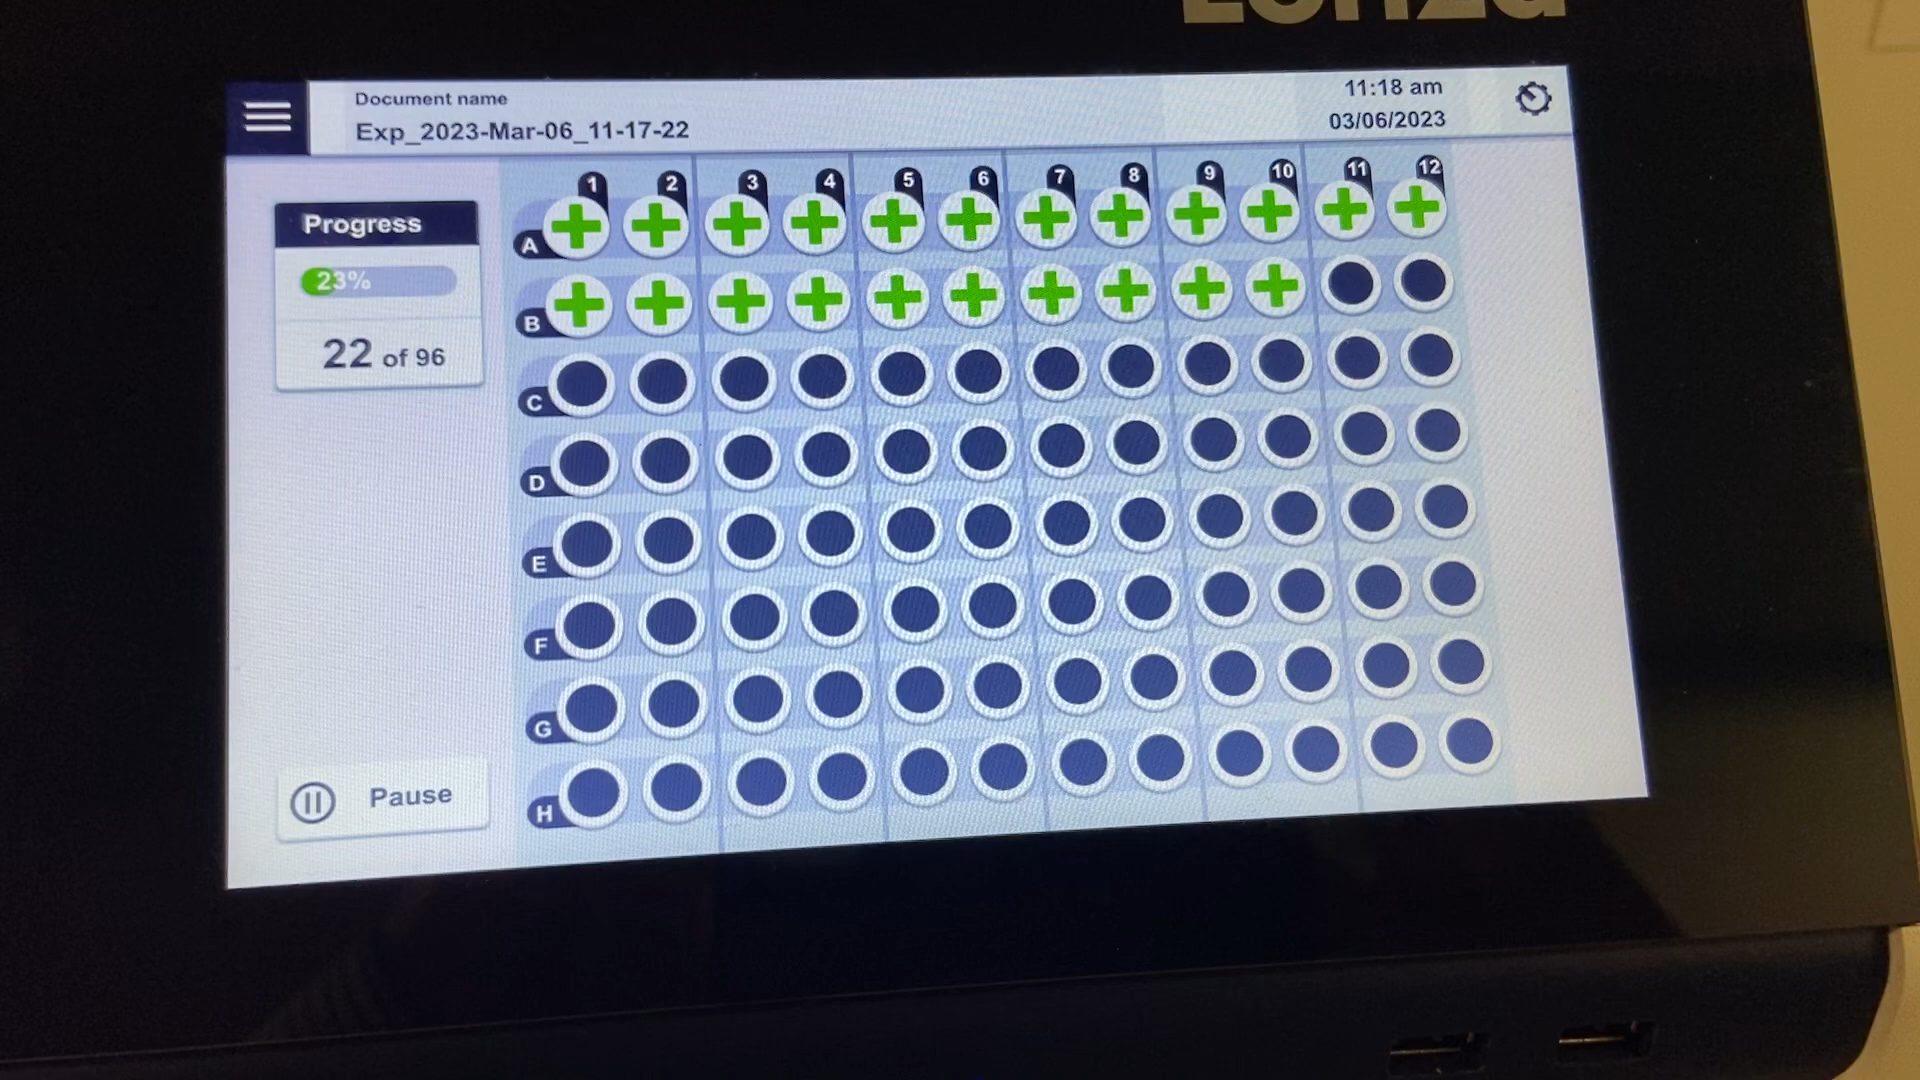 Lonza
Document name
Exp_2023-Mar-06_11-17-22
11:18 am
03/06/2023
Progress
23%
22 of 96
Pause
1 2 3 4 5 6 7 8 9 10 11 12
A
B
C
D
E
F
G
H